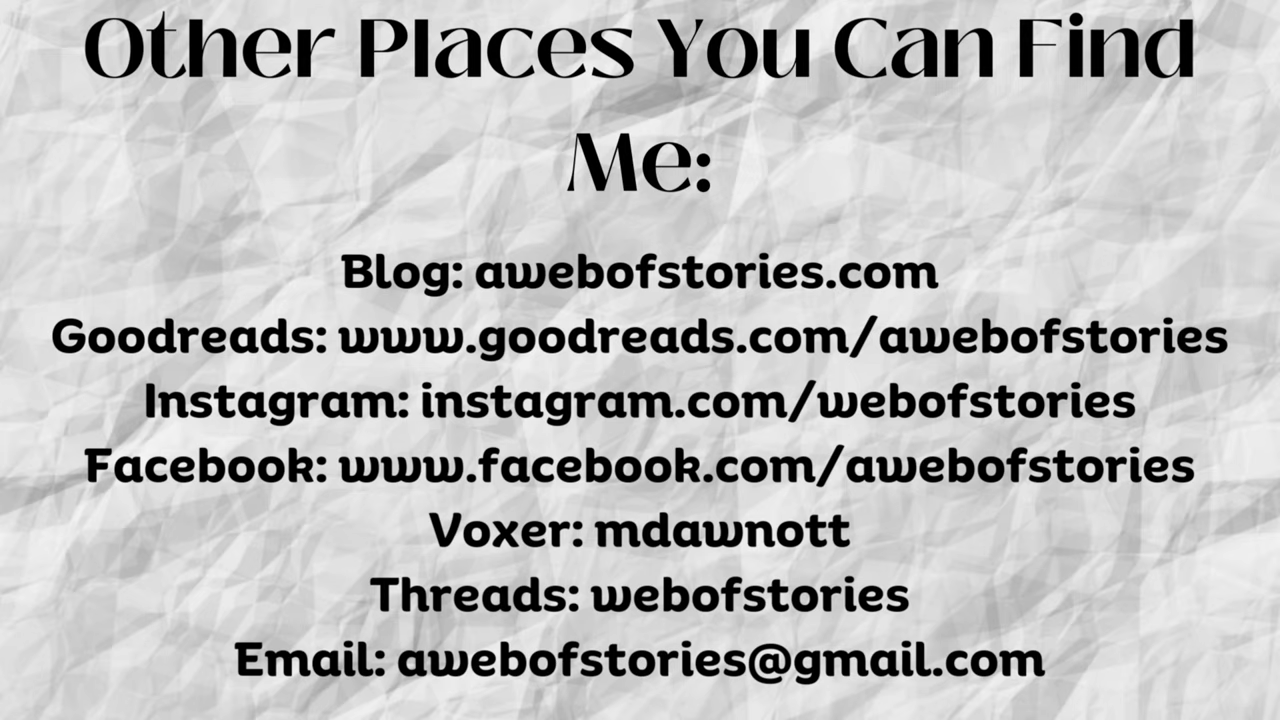 Other Places You Can Find
Me:
Blog: awebofstories.com
Goodreads: www.goodreads.com/awebofstories
Instagram: instagram.com/webofstories
Facebook: www.facebook.com/awebofstories
Voxer: mdawnott
Threads: webofstories
Email: awebofstories@gmail.com